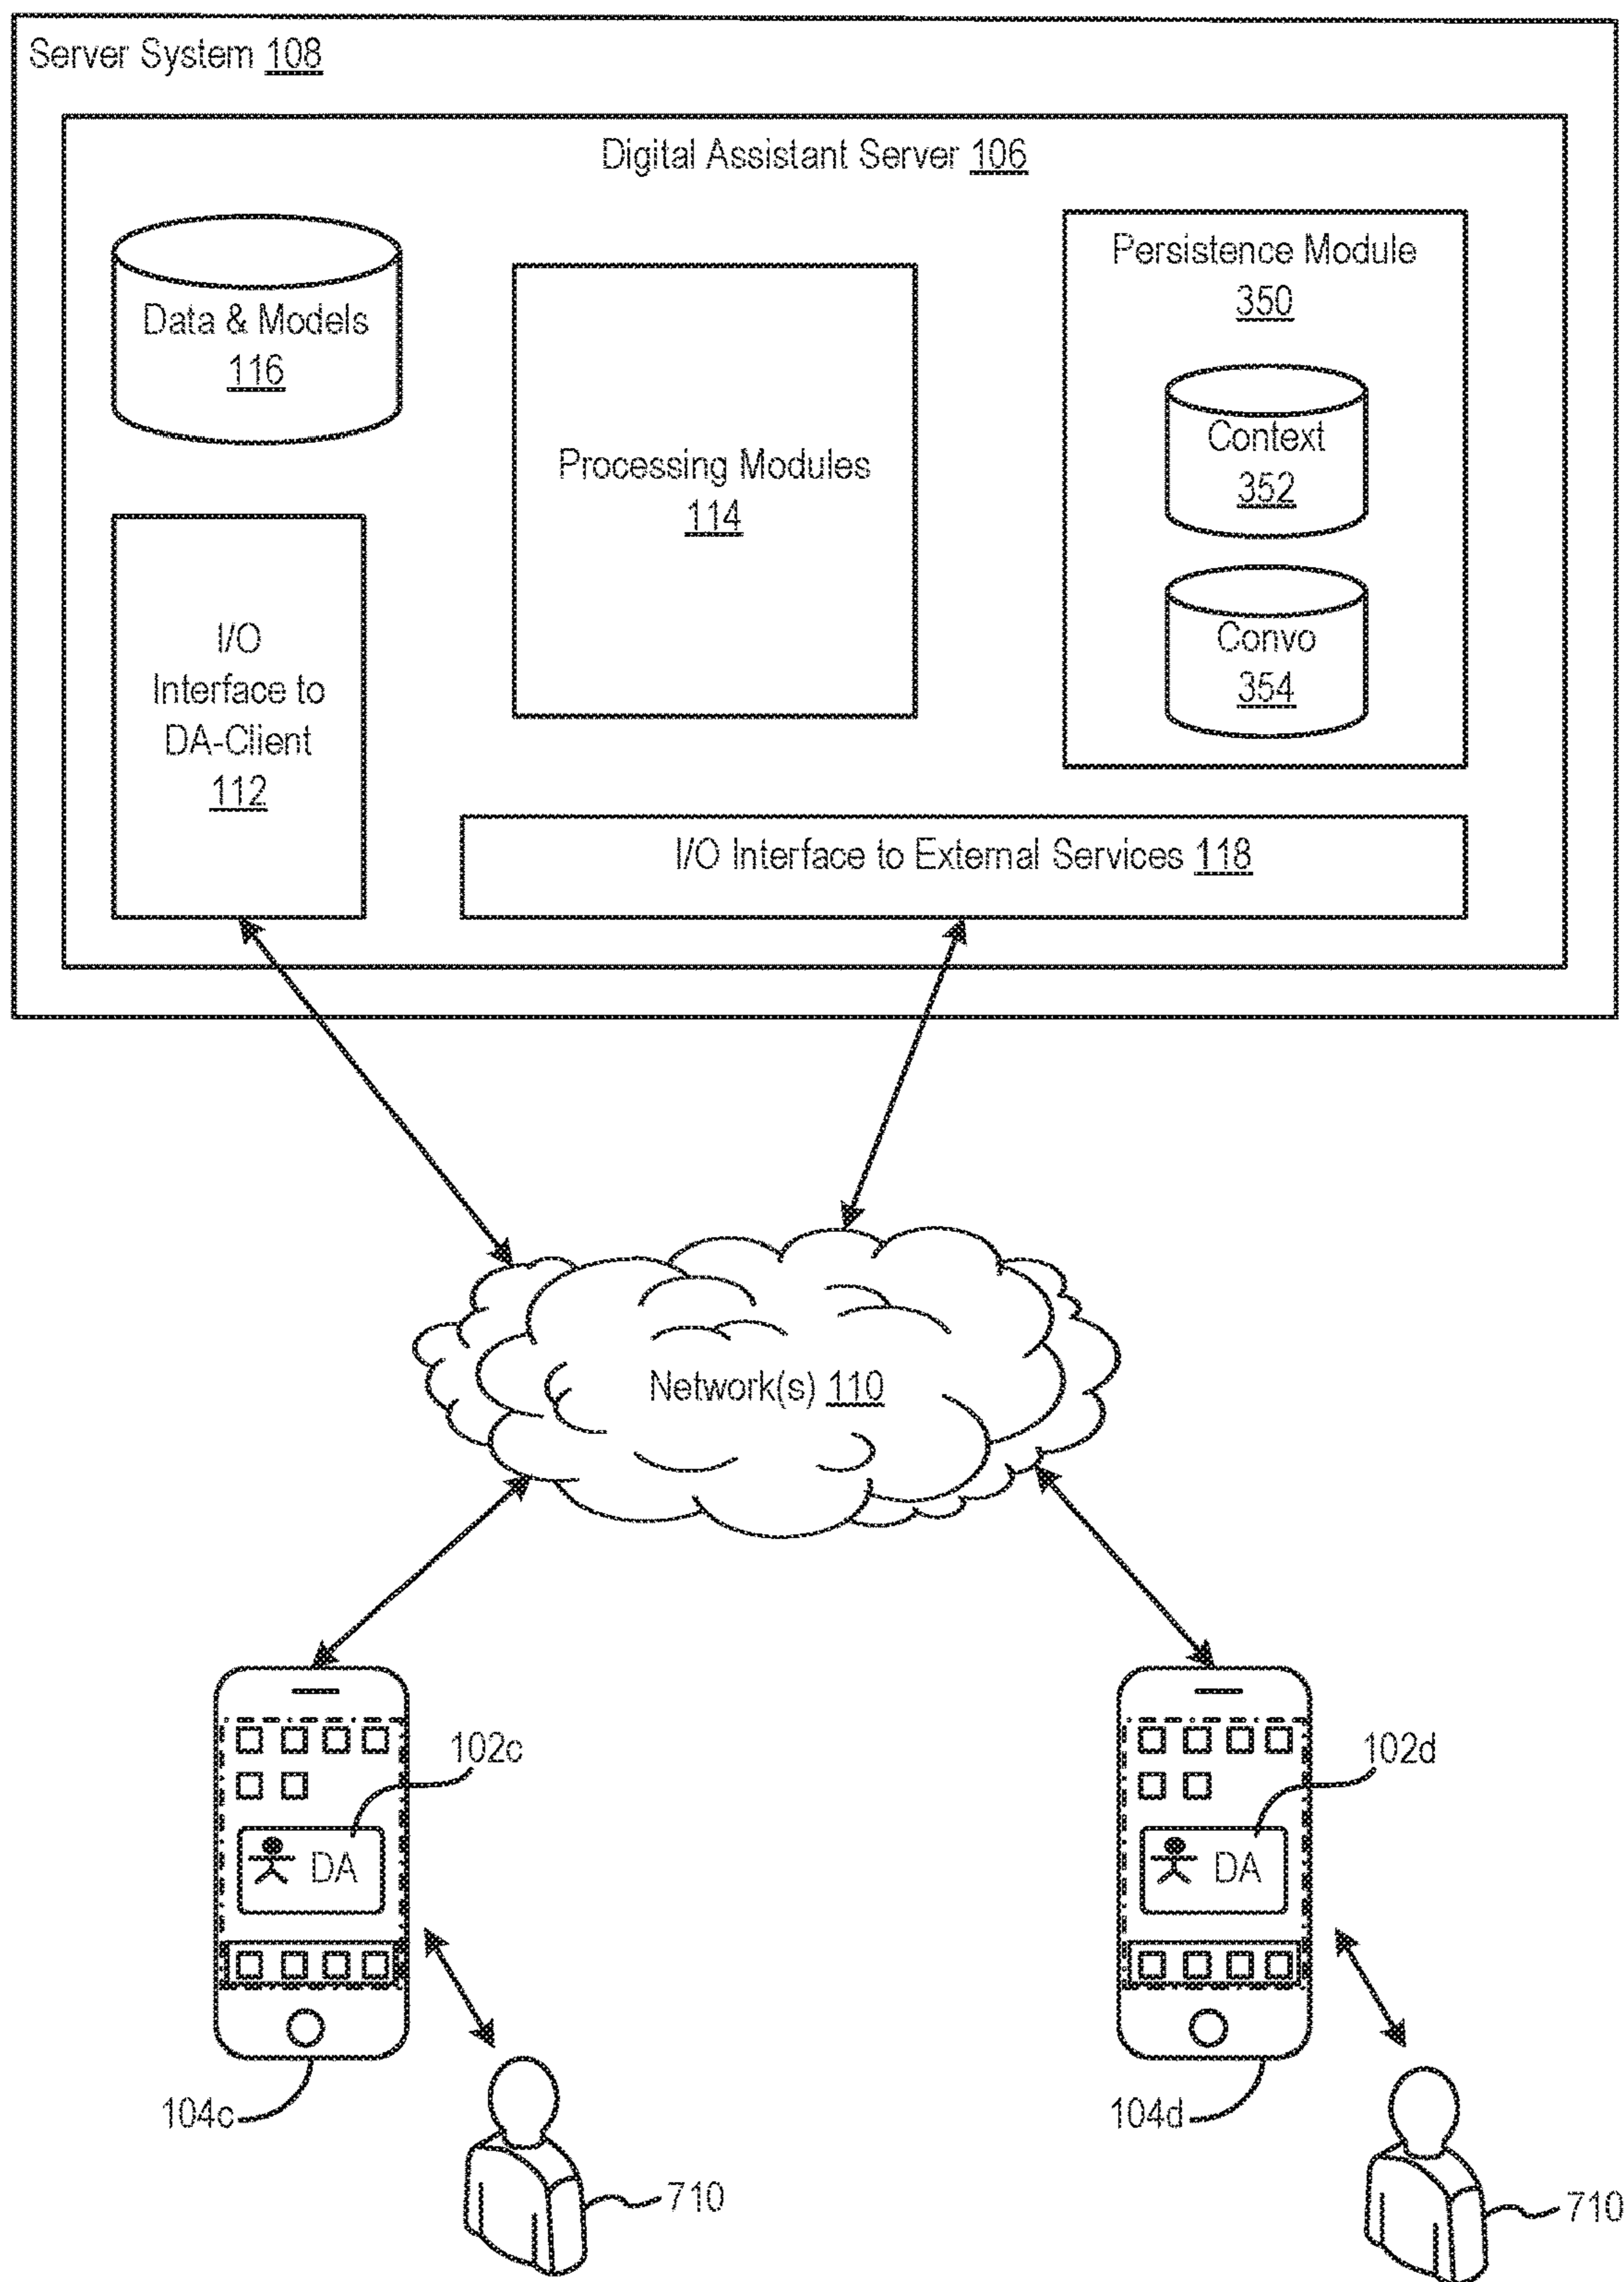 Server System 108
Digital Assistant Server 106
Data & Models
116
Processing Modules
114
Persistence Module
350
Context
352
Convo
354
I/O
Interface to
DA-Client
112
I/O Interface to External Services 118
Network(s) 110
102c
DA
104c
710
102d
DA
104d
710